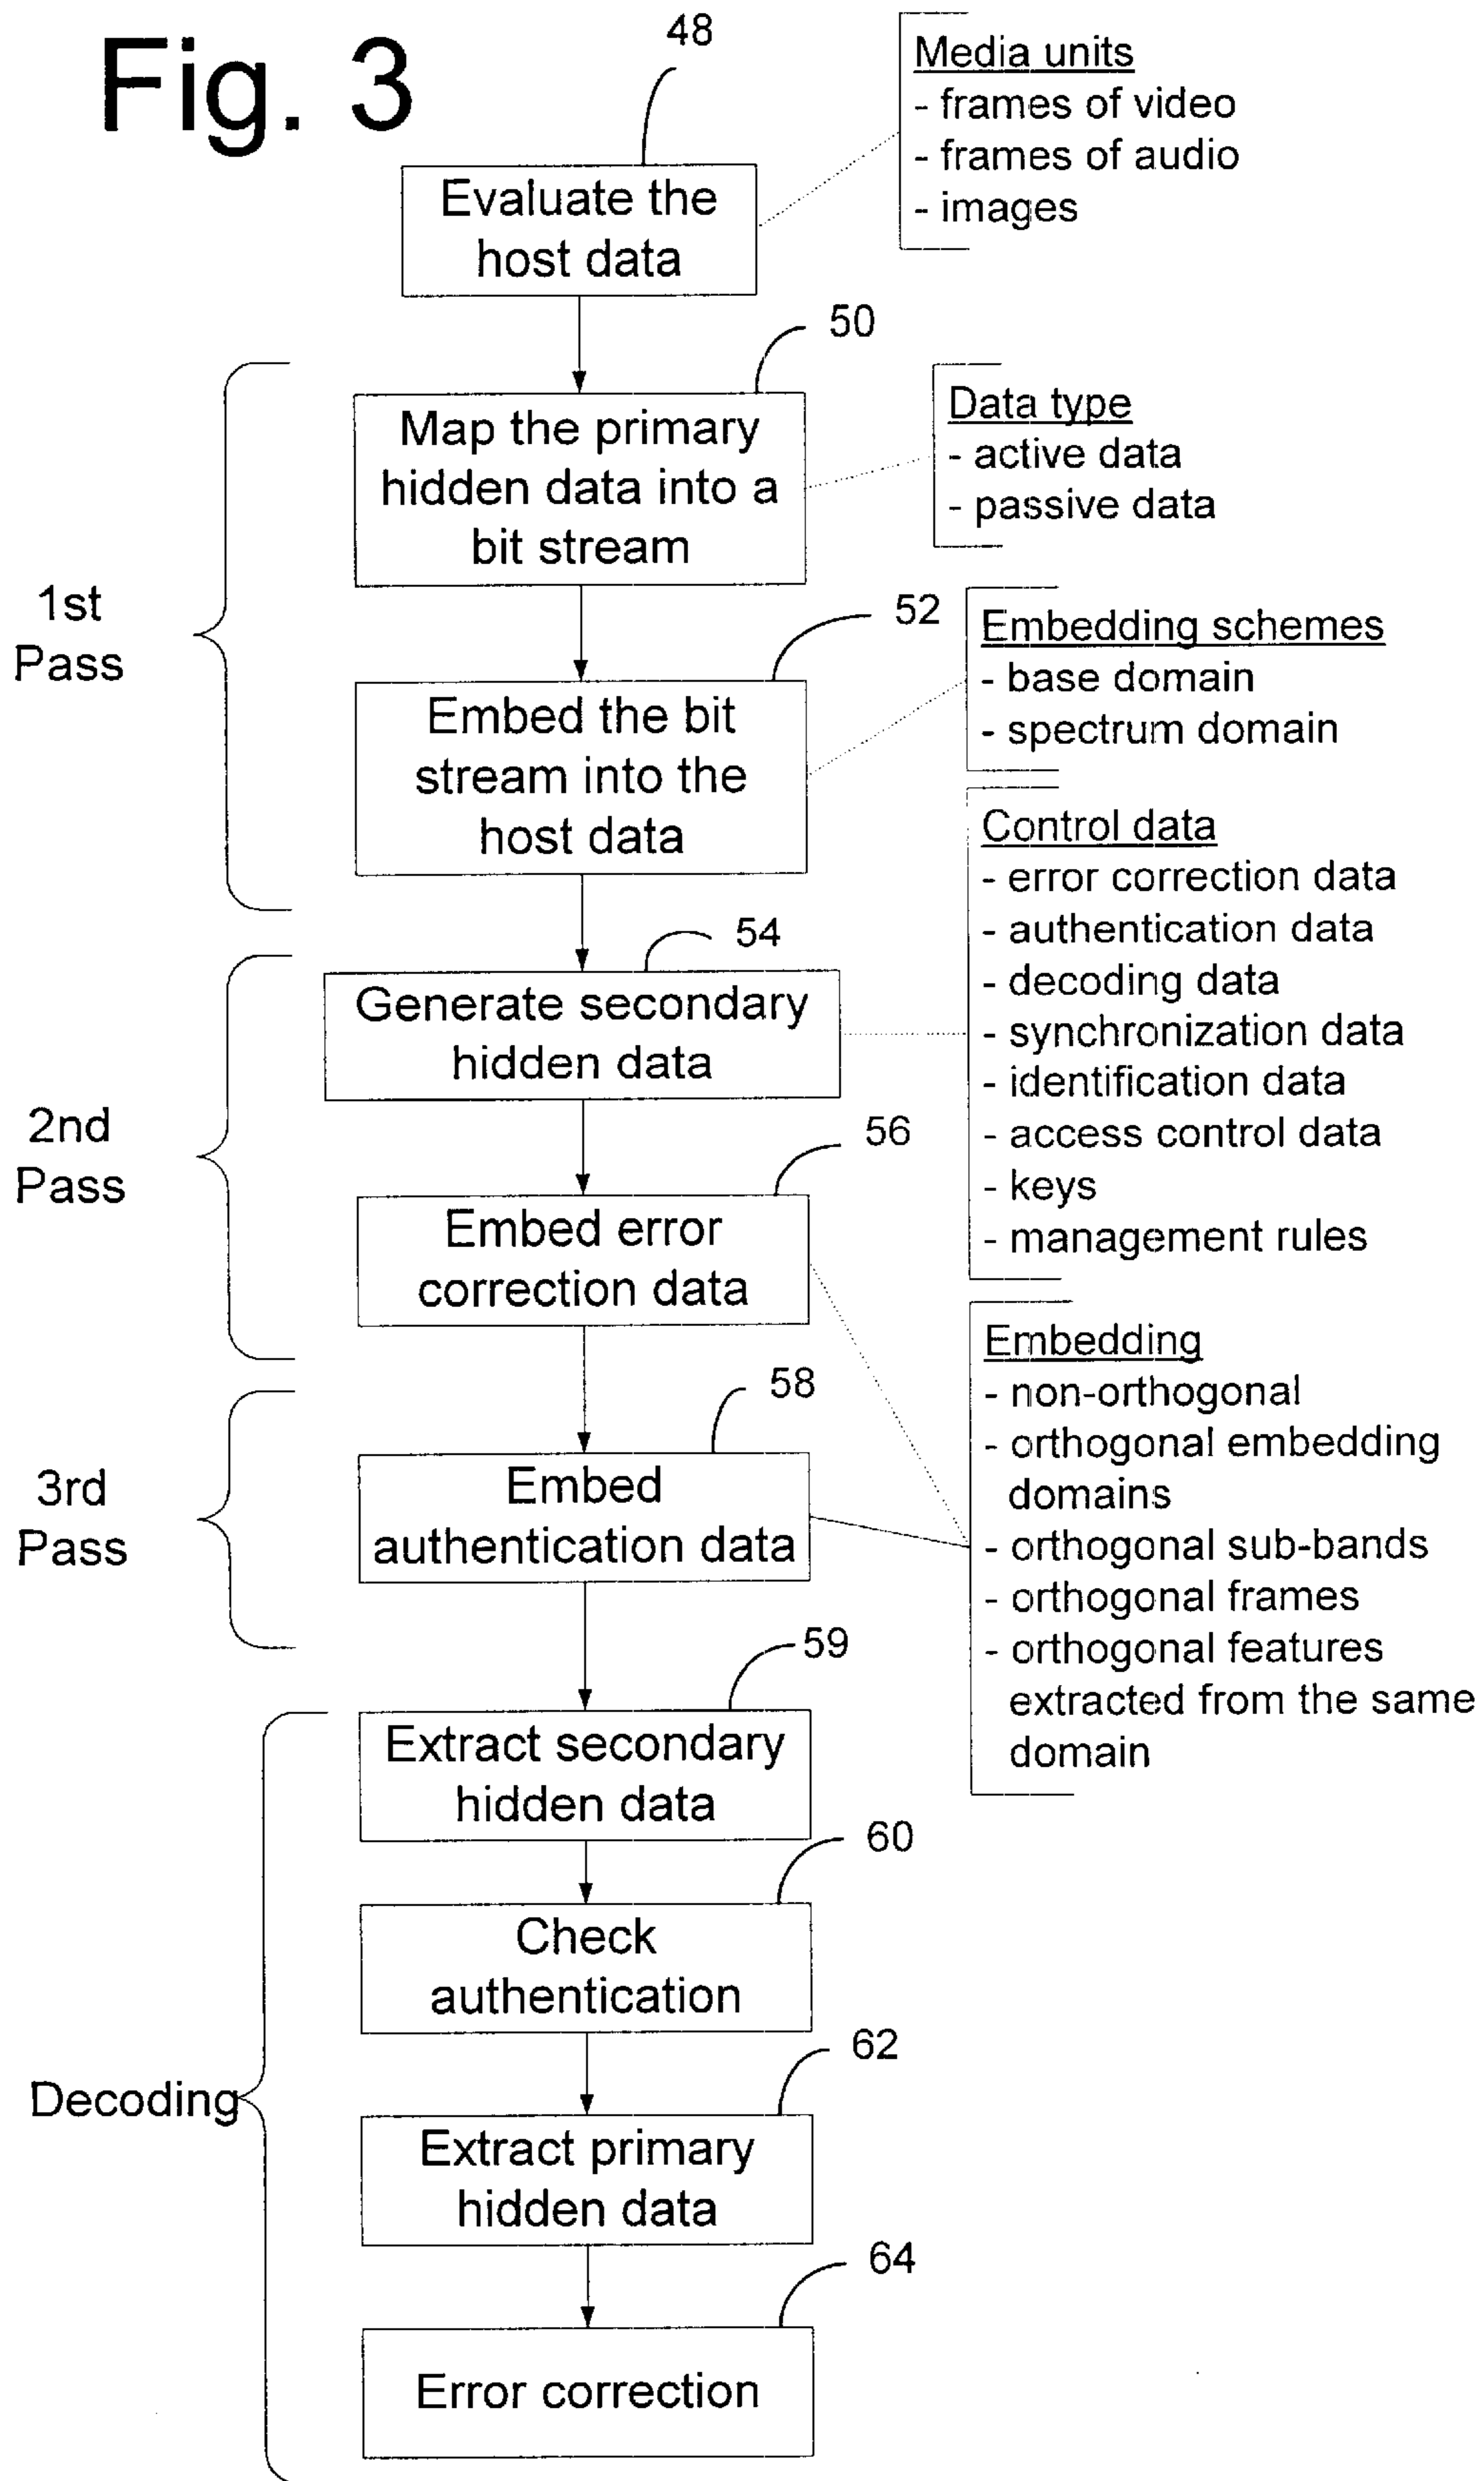 Fig. 3
48
Media units
- frames of video
- frames of audio
- images
Evaluate the
host data
50
Map the primary
hidden data into a
bit stream
Data type
- active data
- passive data
1st
Pass
52
Embed the bit
stream into the
host data
Embedding schemes
- base domain
- spectrum domain
54
Generate secondary
hidden data
Control data
- error correction data
- authentication data
- decoding data
- synchronization data
- identification data
- access control data
- keys
- management rules
2nd
Pass
56
Embed error
correction data
58
Embed
authentication data
3rd
Pass
Embedding
- non-orthogonal
- orthogonal embedding
domains
- orthogonal sub-bands
- orthogonal frames
- orthogonal features
extracted from the same
domain
59
Extract secondary
hidden data
60
Check
authentication
Decoding
62
Extract primary
hidden data
64
Error correction